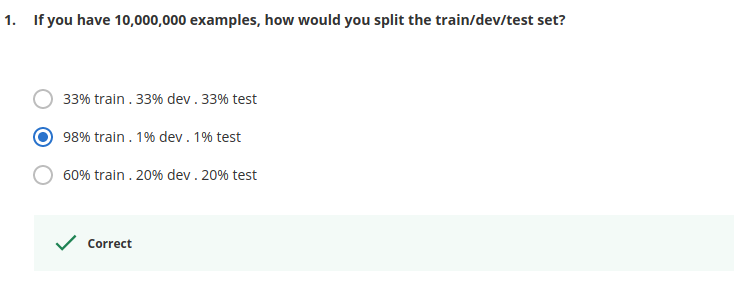 1. If you have 10,000,000 examples, how would you split the train/dev/test set?
33% train . 33% dev . 33% test
98% train . 1% dev . 1% test
60% train . 20% dev . 20% test
Correct